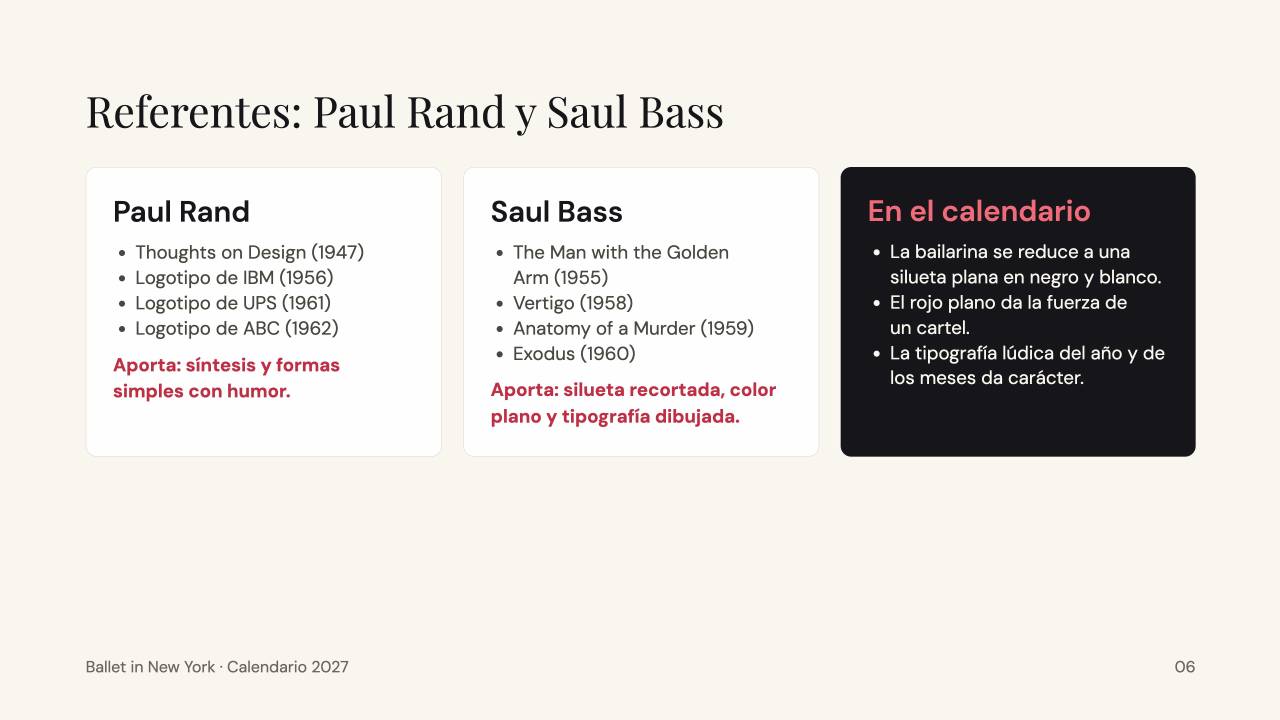 Referentes: Paul Rand y Saul Bass
Paul Rand
• Thoughts on Design (1947)
• Logotipo de IBM (1956)
• Logotipo de UPS (1961)
• Logotipo de ABC (1962)
Aporta: síntesis y formas
simples con humor.
Saul Bass
• The Man with the Golden
Arm (1955)
• Vertigo (1958)
• Anatomy of a Murder (1959)
• Exodus (1960)
Aporta: silueta recortada, color
plano y tipografía dibujada.
En el calendario
• La bailarina se reduce a una
silueta plana en negro y blanco.
• El rojo plano da la fuerza de
un cartel.
• La tipografía lúdica del año y de
los meses da carácter.
Ballet in New York · Calendario 2027
06